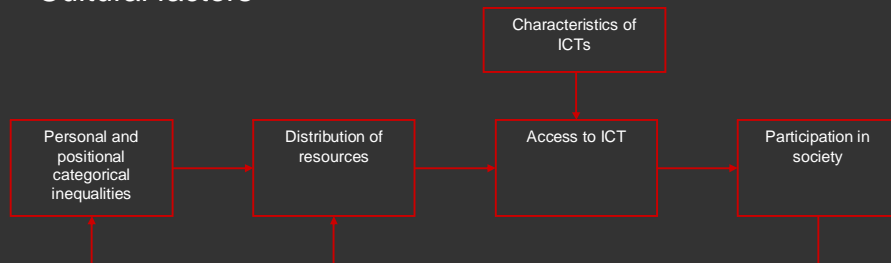 Characteristics of
ICTs
Personal and
positional
categorical
inequalities
Distribution of
resources
Access to ICT
Participation in
society